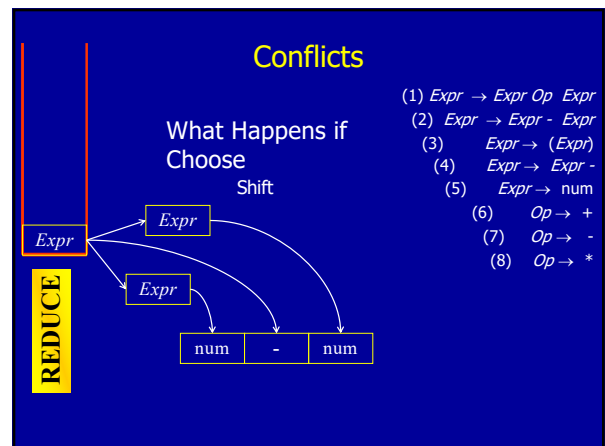 Conflicts
What Happens if
Choose
Shift
(1) Expr → Expr Op Expr
(2) Expr → Expr - Expr
(3) Expr → (Expr)
(4) Expr → Expr -
(5) Expr → num
(6) Op → +
(7) Op → -
(8) Op → *
Expr
Expr
Expr
REDUCE
num - num